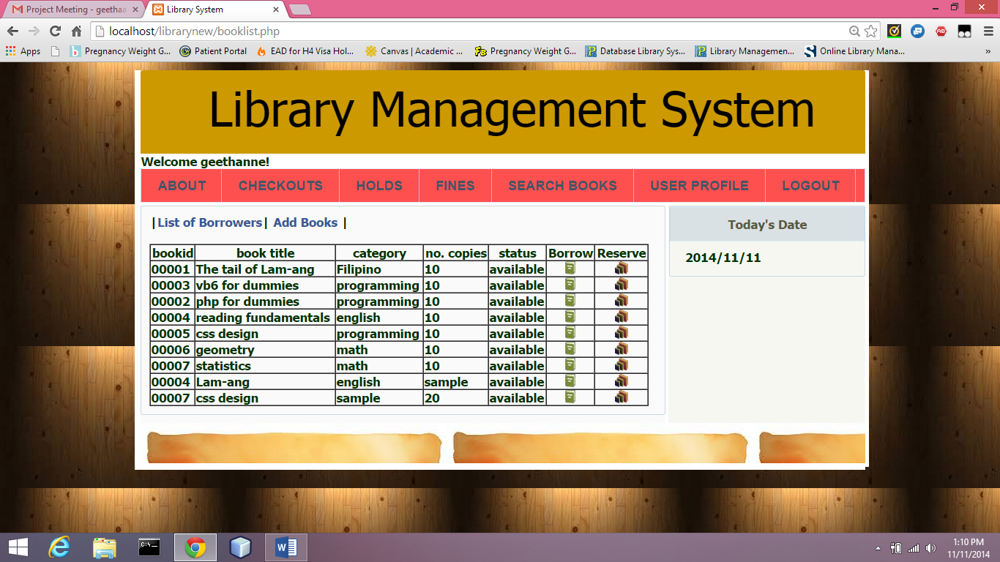 Project Meeting - geethaa
Library System
localhost/librarynew/booklist.php
Apps Pregnancy Weight G... Patient Portal EAD for H4 Visa Hol... Canvas | Academic ... Pregnancy Weight G... Database Library Sys... Library Managemen... Online Library Mana... »
Library Management System
Welcome geethanne!
ABOUT CHECKOUTS HOLDS FINES SEARCH BOOKS USER PROFILE LOGOUT
|List of Borrowers| Add Books |
Today's Date
2014/11/11
bookid book title category no. copies status Borrow Reserve
00001 The tail of Lam-ang Filipino 10 available
00003 vb6 for dummies programming 10 available
00002 php for dummies programming 10 available
00004 reading fundamentals english 10 available
00005 css design programming 10 available
00006 geometry math 10 available
00007 statistics math 10 available
00004 Lam-ang english sample available
00007 css design sample 20 available
1:10 PM
11/11/2014